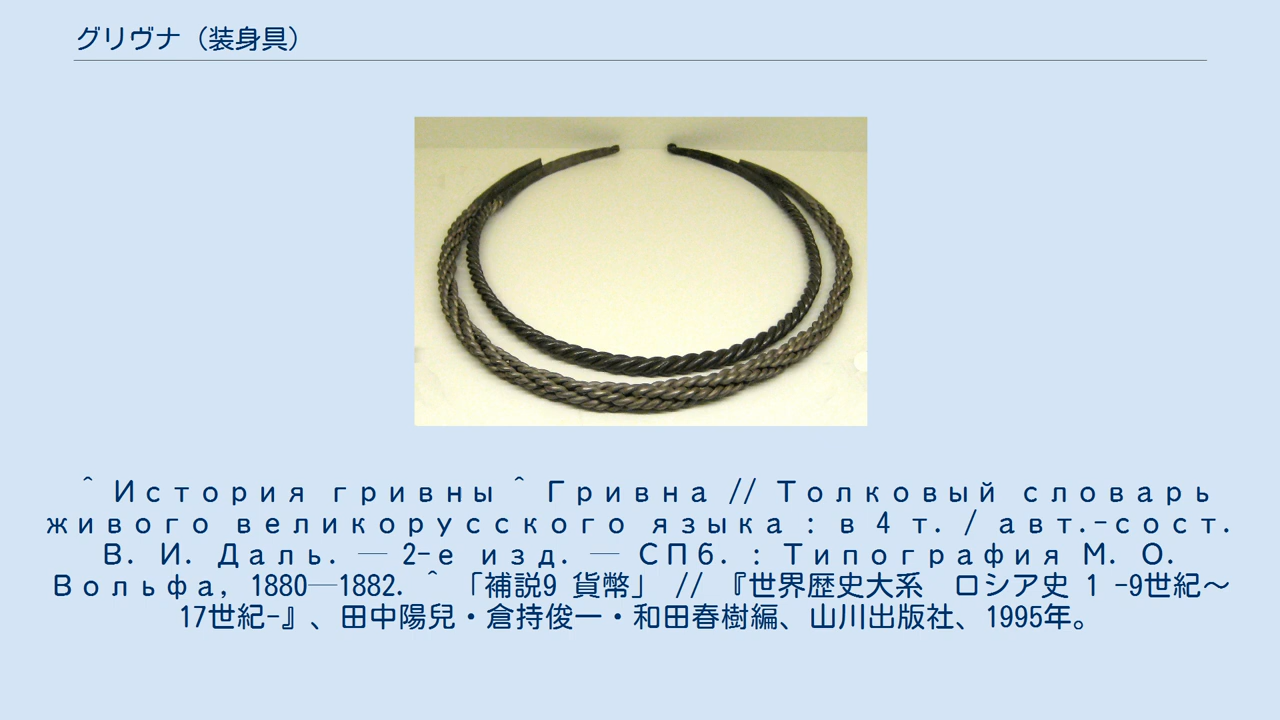 グリヴナ（装身具）
^ История гривны ^ Гривна // Толковый словарь
живого великорусского языка : в 4 т. / авт.-сост.
В. И. Даль. — 2-е изд. — СПб. : Типография М. О.
Вольфа, 1880—1882. ^ 「補説9 貨幣」 // 『世界歴史大系　ロシア史 1 -9世紀〜
17世紀-』、田中陽兒・倉持俊一・和田春樹編、山川出版社、1995年。